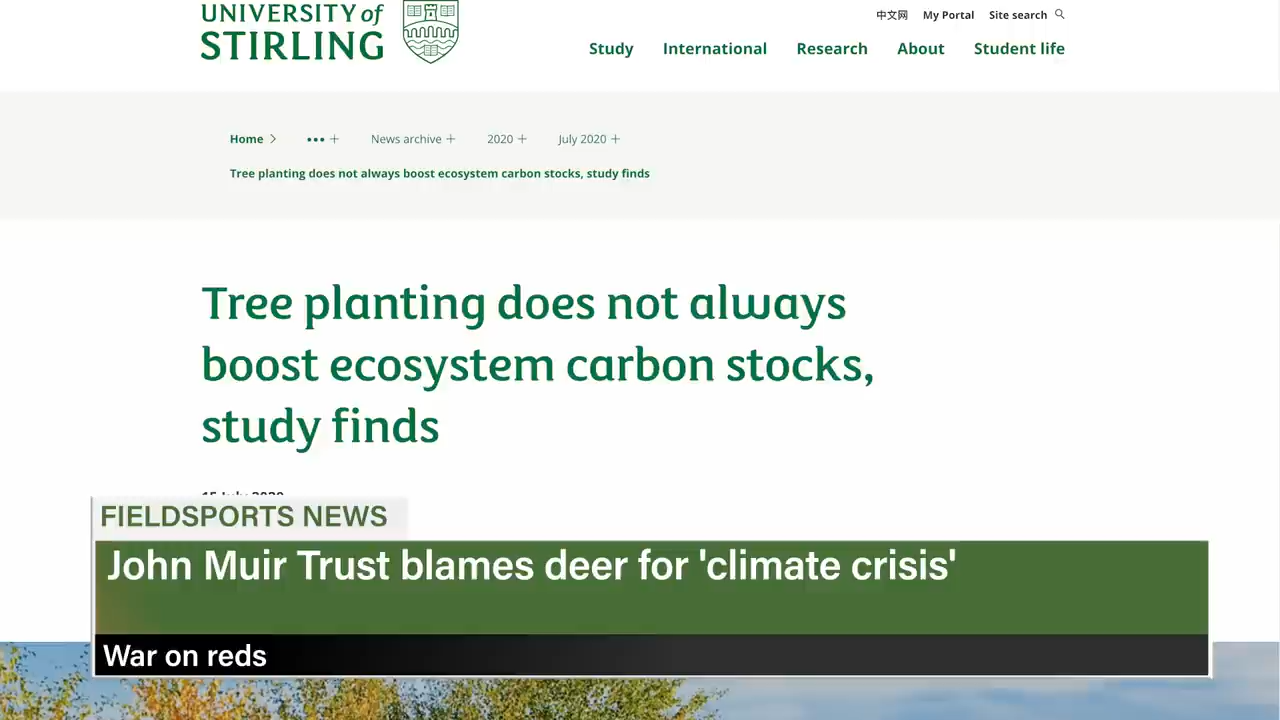 UNIVERSITY of
STIRLING
中文网 My Portal Site search
Study International Research About Student life
Home ••• + News archive + 2020 + July 2020 +
Tree planting does not always boost ecosystem carbon stocks, study finds
Tree planting does not always
boost ecosystem carbon stocks,
study finds
15 July 2020
FIELDSPORTS NEWS
John Muir Trust blames deer for 'climate crisis'
War on reds